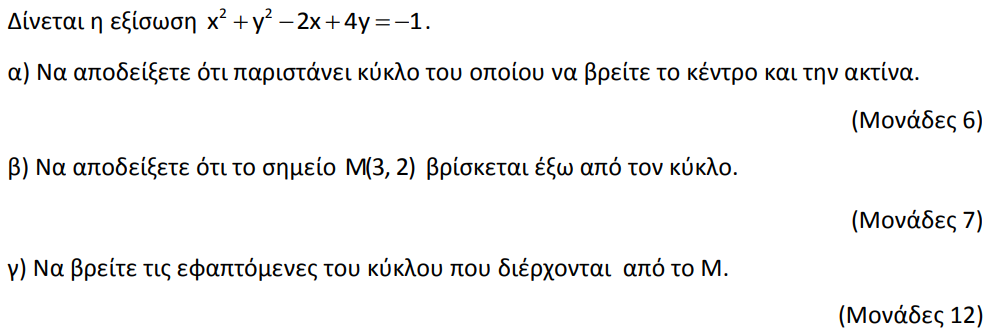 Δίνεται η εξίσωση x² + y² − 2x + 4y = −1.
α) Να αποδείξετε ότι παριστάνει κύκλο του οποίου να βρείτε το κέντρο και την ακτίνα.
(Μονάδες 6)
β) Να αποδείξετε ότι το σημείο M(3, 2) βρίσκεται έξω από τον κύκλο.
(Μονάδες 7)
γ) Να βρείτε τις εφαπτόμενες του κύκλου που διέρχονται από το Μ.
(Μονάδες 12)